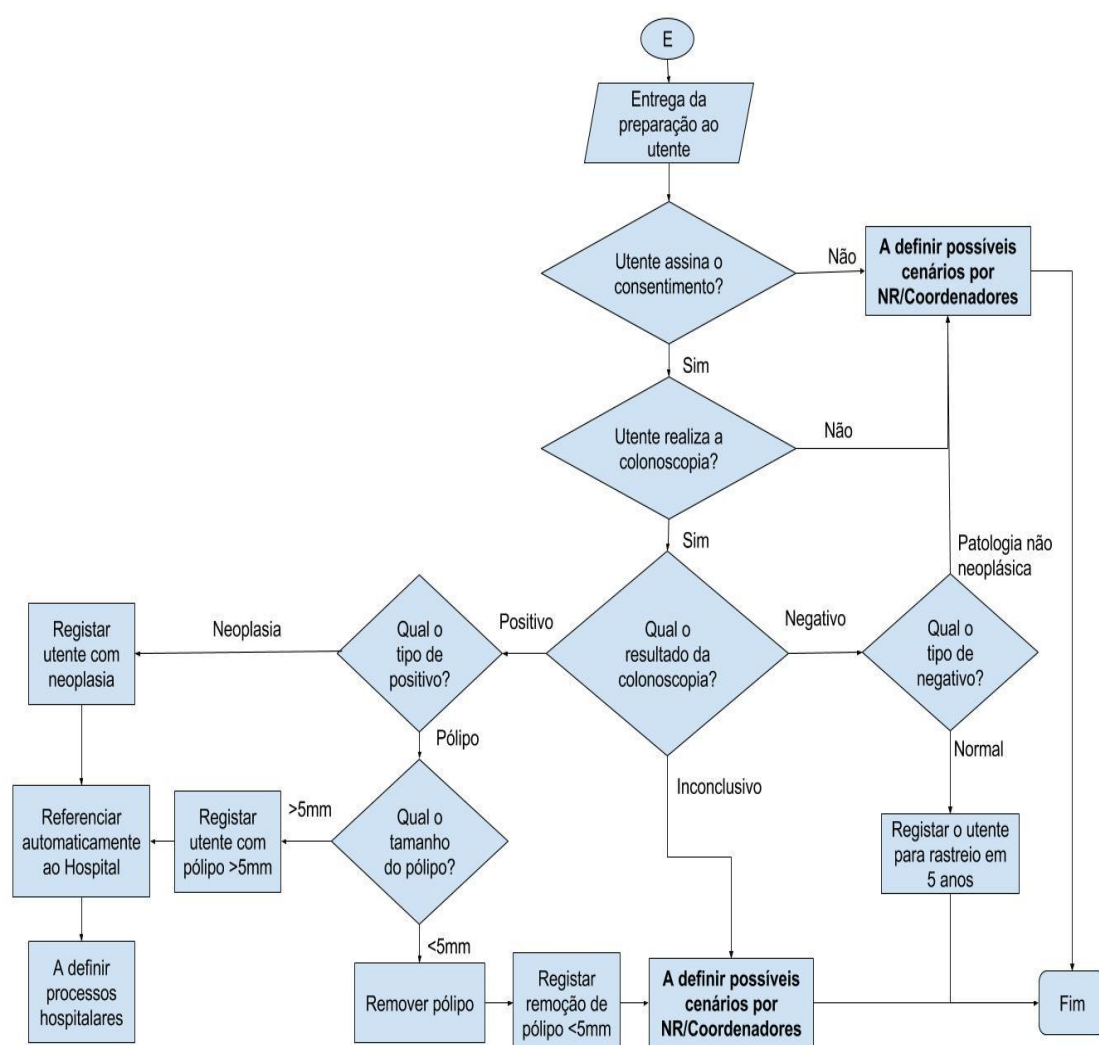 E
Entrega da
preparação ao
utente
Utente assina o
consentimento?
Não
A definir possíveis
cenários por
NR/Coordenadores
Sim
Utente realiza a
colonoscopia?
Não
Sim
Patologia não
neoplásica
Registar
utente com
neoplasia
Neoplasia
Qual o
tipo de
positivo?
Positivo
Qual o
resultado da
colonoscopia?
Negativo
Qual o
tipo de
negativo?
Pólipo
Normal
Inconclusivo
Referenciar
automaticamente
ao Hospital
Registar
utente com
pólipo >5mm
>5mm
Qual o
tamanho
do pólipo?
Registar o utente
para rastreio em
5 anos
<5mm
A definir
processos
hospitalares
Remover pólipo
Registar
remoção de
pólipo <5mm
A definir possíveis
cenários por
NR/Coordenadores
Fim